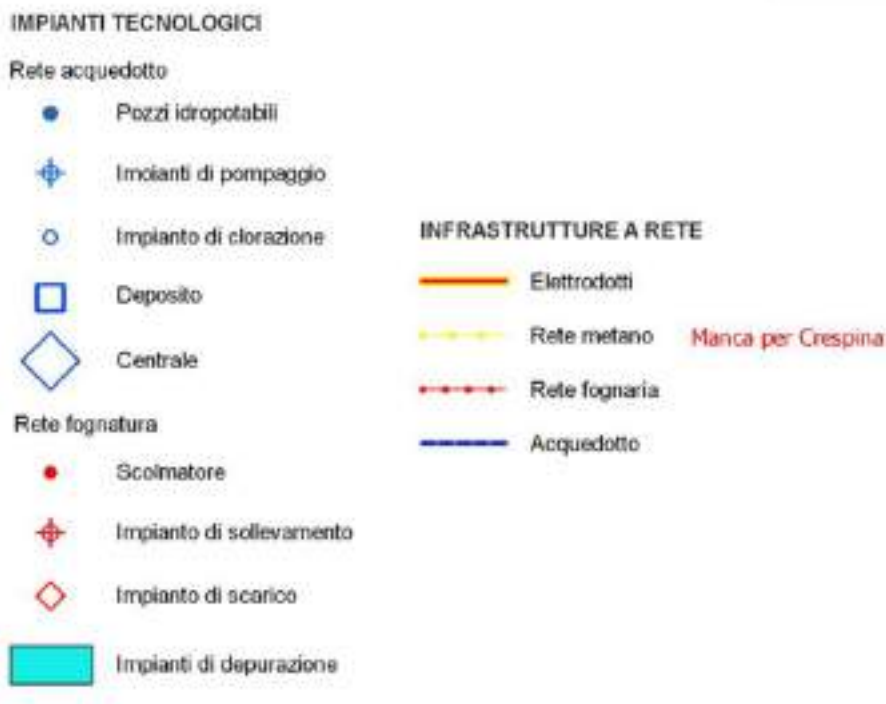 IMPIANTI TECNOLOGICI
Rete acquedotto
Pozzi idropotabili
Imoianti di pompaggio
Impianto di clorazione
Deposito
Centrale
Rete fognatura
Scolmatore
Impianto di sollevamento
Impianto di scarico
Impianti di depurazione
INFRASTRUTTURE A RETE
Elettrodotti
Rete metano Manca per Crespina
Rete fognaria
Acquedotto